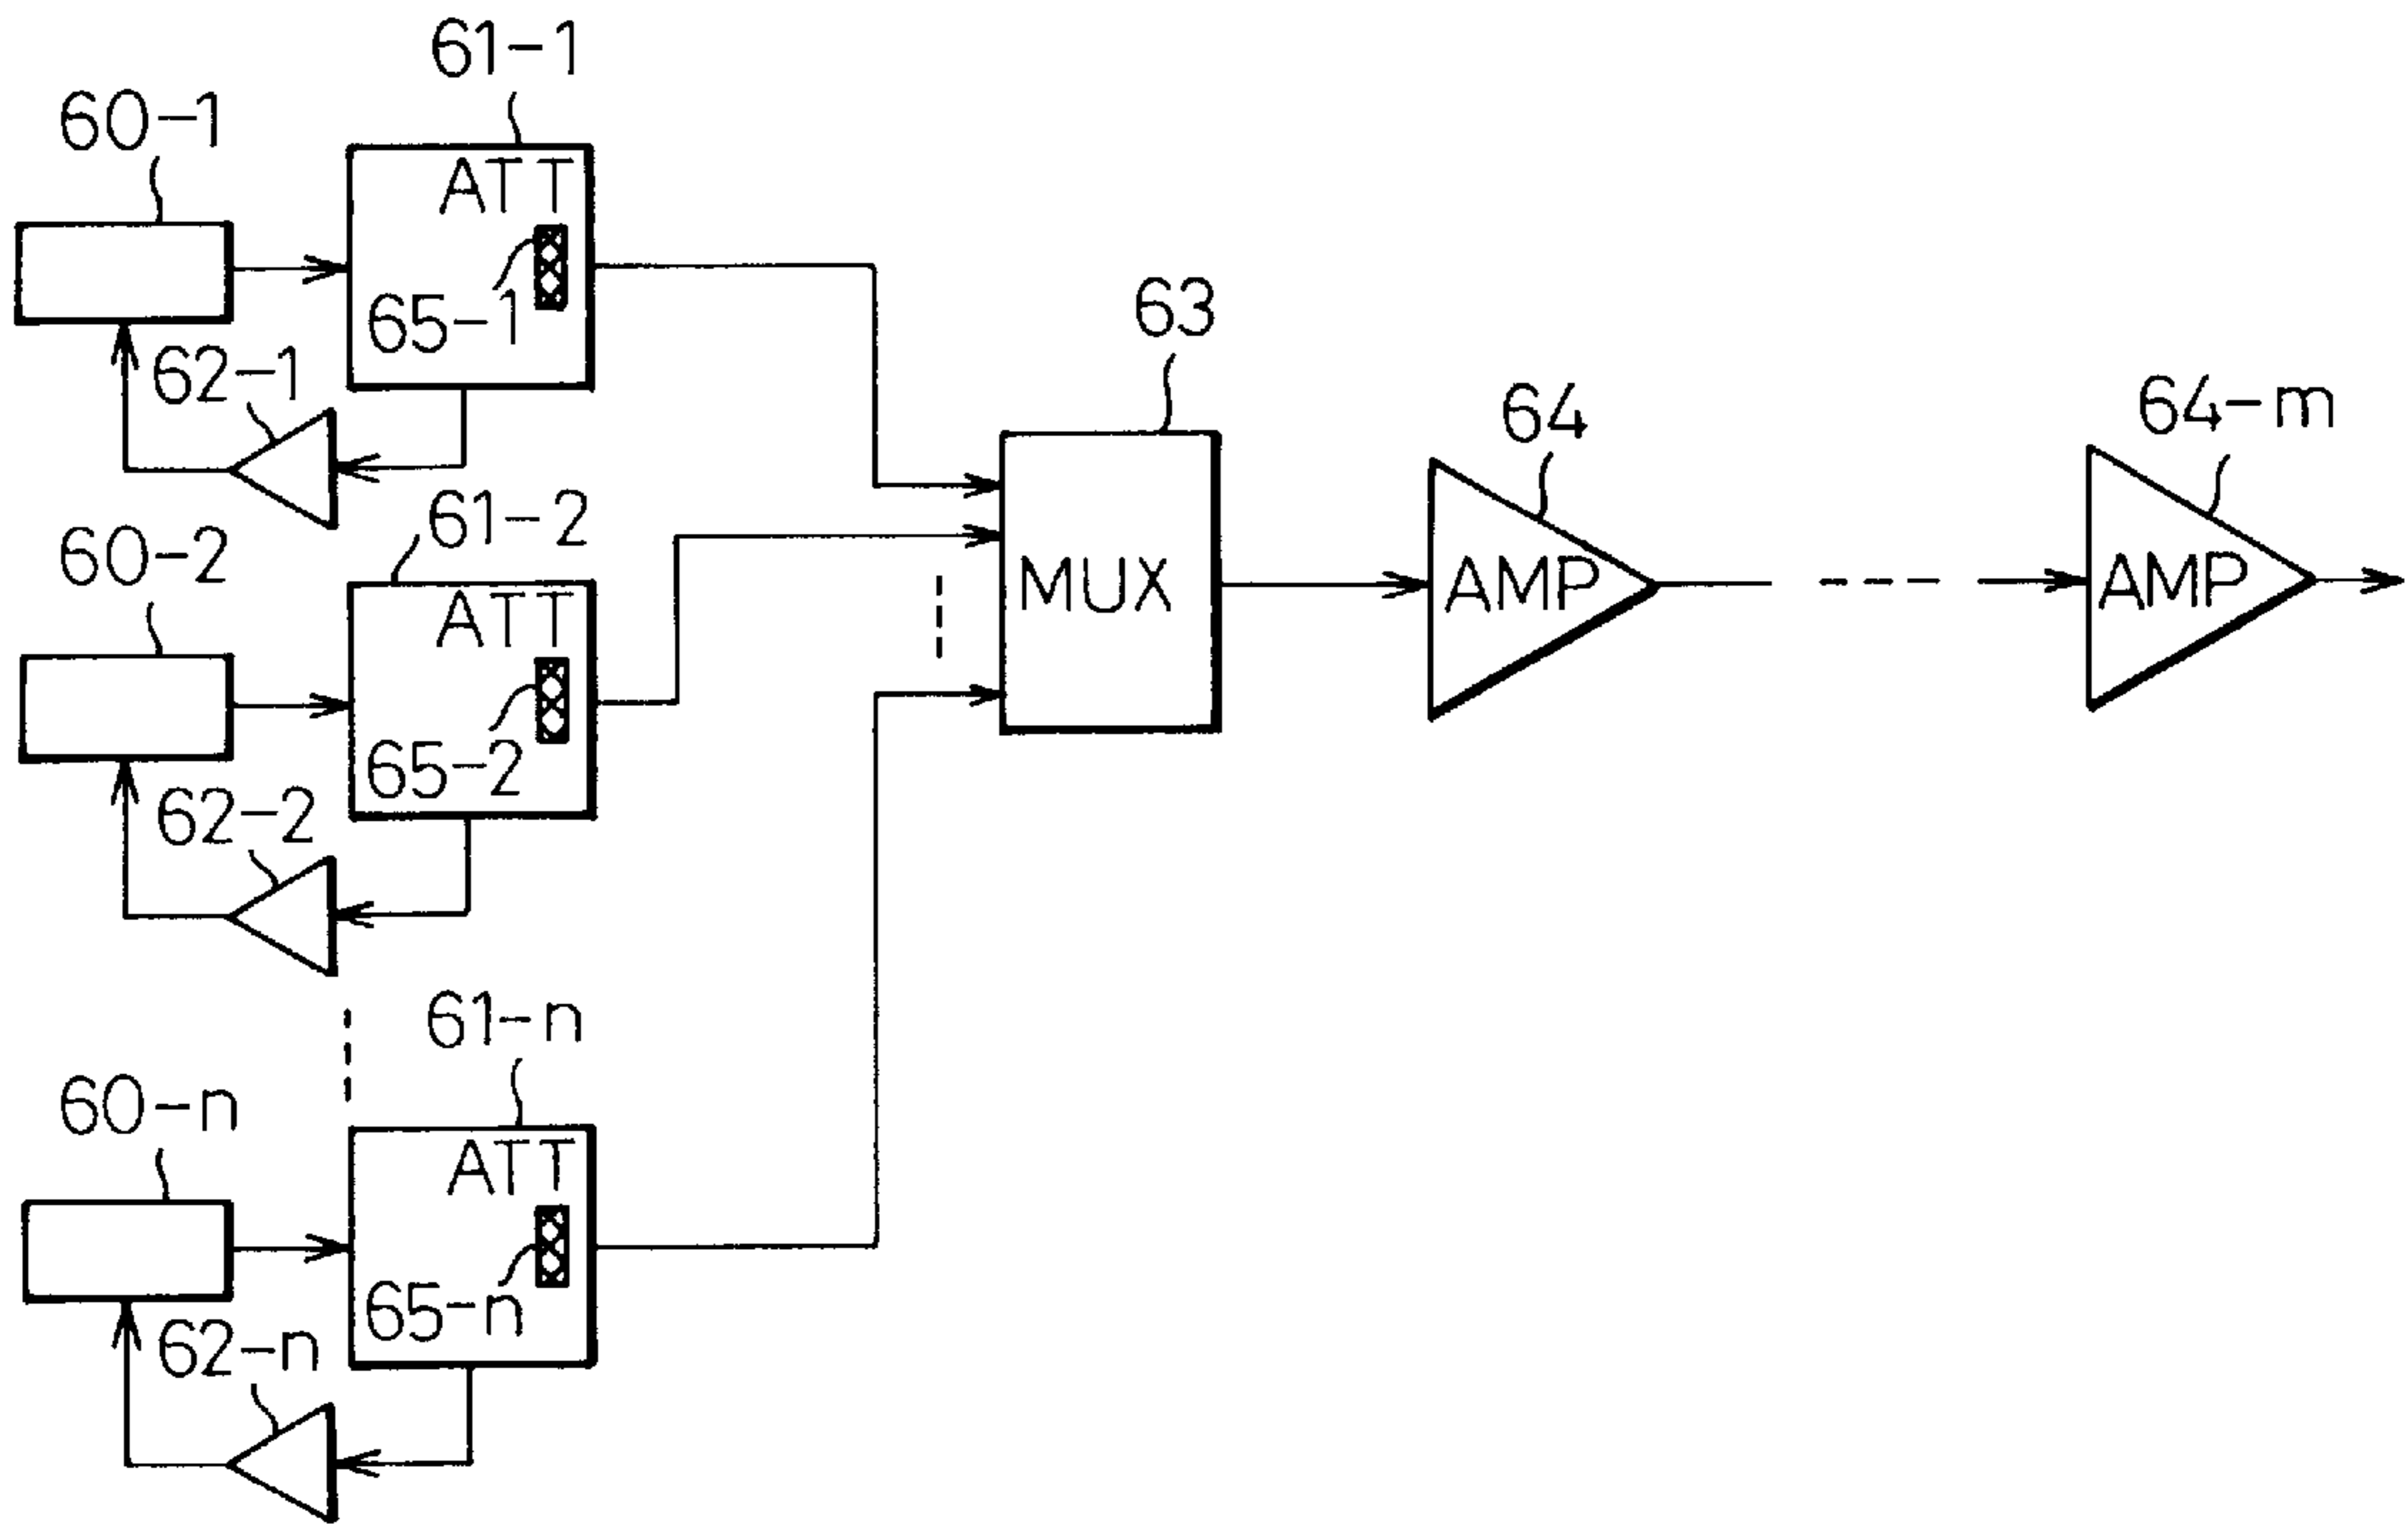 61-1
60-1
ATT
65-1
62-1
63
64
64-m
61-2
60-2
ATT
MUX
AMP
AMP
65-2
62-2
61-n
60-n
ATT
65-n
62-n